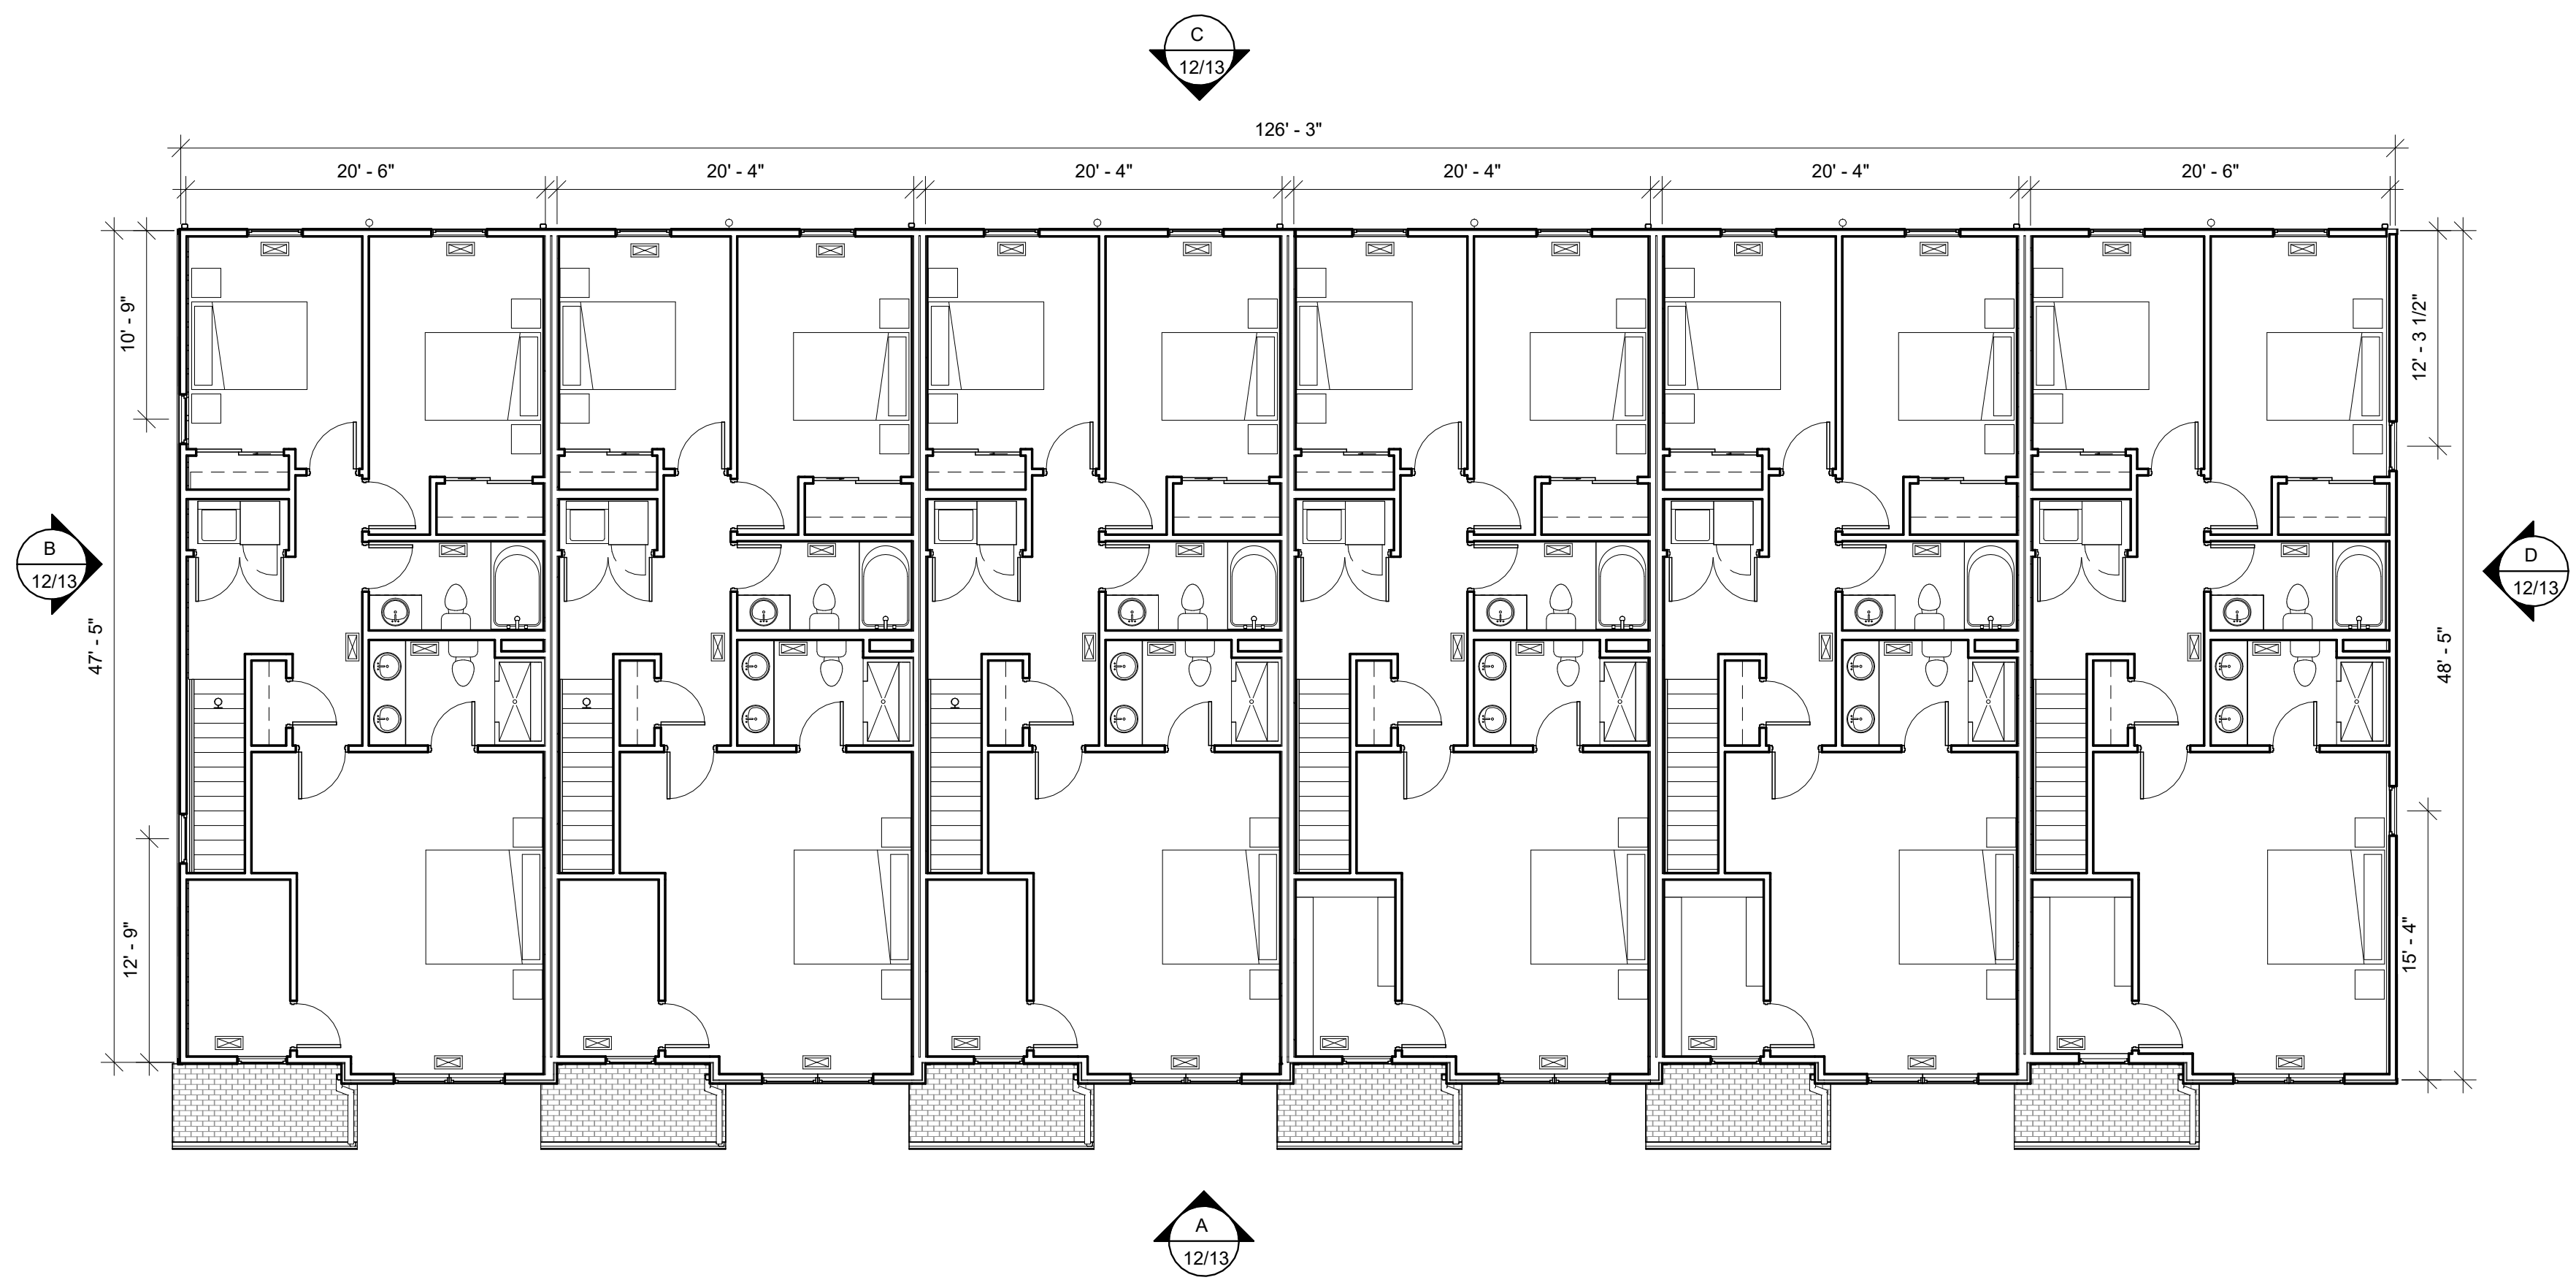 C
12/13
126' - 3"
20' - 6"
20' - 4"
20' - 4"
20' - 4"
20' - 4"
20' - 6"
10' - 9"
12' - 3 1/2"
B
12/13
D
12/13
47' - 5"
48' - 5"
12' - 9"
15' - 4"
A
12/13